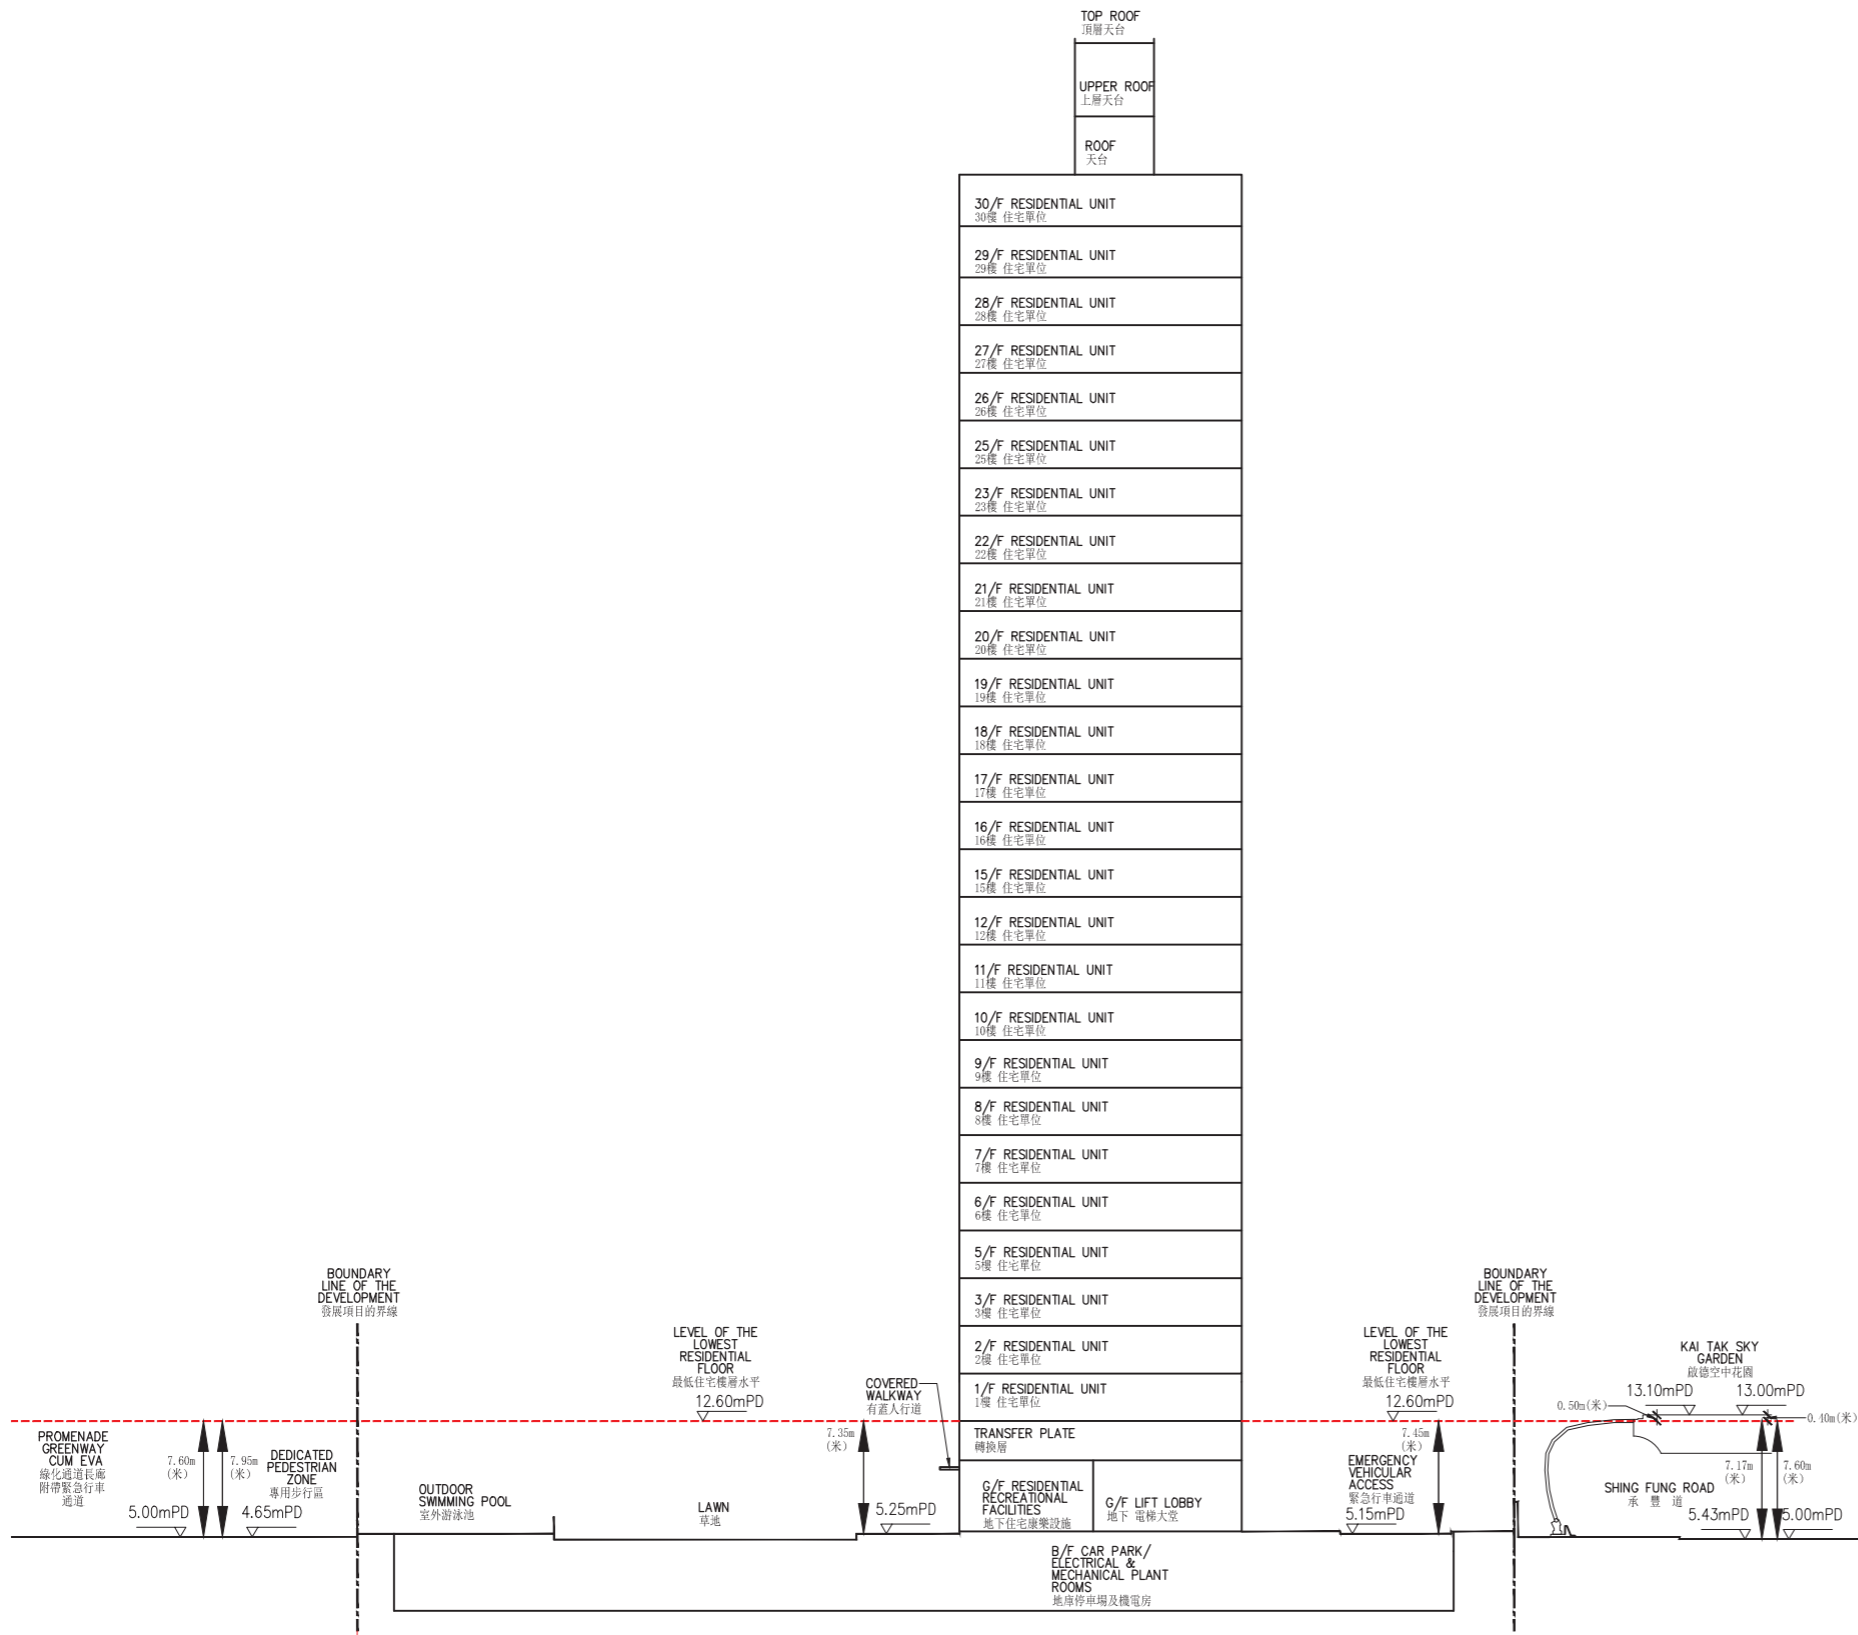 TOP ROOF
頂層天台
UPPER ROOF
上層天台
ROOF
天台
30/F RESIDENTIAL UNIT
30樓 住宅單位
29/F RESIDENTIAL UNIT
29樓 住宅單位
28/F RESIDENTIAL UNIT
28樓 住宅單位
27/F RESIDENTIAL UNIT
27樓 住宅單位
26/F RESIDENTIAL UNIT
26樓 住宅單位
25/F RESIDENTIAL UNIT
25樓 住宅單位
23/F RESIDENTIAL UNIT
23樓 住宅單位
22/F RESIDENTIAL UNIT
22樓 住宅單位
21/F RESIDENTIAL UNIT
21樓 住宅單位
20/F RESIDENTIAL UNIT
20樓 住宅單位
19/F RESIDENTIAL UNIT
19樓 住宅單位
18/F RESIDENTIAL UNIT
18樓 住宅單位
17/F RESIDENTIAL UNIT
17樓 住宅單位
16/F RESIDENTIAL UNIT
16樓 住宅單位
15/F RESIDENTIAL UNIT
15樓 住宅單位
12/F RESIDENTIAL UNIT
12樓 住宅單位
11/F RESIDENTIAL UNIT
11樓 住宅單位
10/F RESIDENTIAL UNIT
10樓 住宅單位
9/F RESIDENTIAL UNIT
9樓 住宅單位
8/F RESIDENTIAL UNIT
8樓 住宅單位
7/F RESIDENTIAL UNIT
7樓 住宅單位
6/F RESIDENTIAL UNIT
6樓 住宅單位
5/F RESIDENTIAL UNIT
5樓 住宅單位
3/F RESIDENTIAL UNIT
3樓 住宅單位
2/F RESIDENTIAL UNIT
2樓 住宅單位
1/F RESIDENTIAL UNIT
1樓 住宅單位
TRANSFER PLATE
轉換層
G/F RESIDENTIAL
RECREATIONAL
FACILITIES
地下住宅康樂設施
G/F LIFT LOBBY
地下 電梯大堂
B/F CAR PARK/
ELECTRICAL &
MECHANICAL PLANT
ROOMS
地庫停車場及機電房
BOUNDARY
LINE OF THE
DEVELOPMENT
發展項目的界線
LEVEL OF THE
LOWEST
RESIDENTIAL
FLOOR
最低住宅樓層水平
12.60mPD
COVERED
WALKWAY
有蓋人行道
PROMENADE
GREENWAY
CUM EVA
綠化通道長廊
附帶緊急行車
通道
5.00mPD
7.60m
(米)
7.95m
(米)
DEDICATED
PEDESTRIAN
ZONE
專用步行區
4.65mPD
OUTDOOR
SWIMMING POOL
室外游泳池
LAWN
草地
7.35m
(米)
5.25mPD
LEVEL OF THE
LOWEST
RESIDENTIAL
FLOOR
最低住宅樓層水平
12.60mPD
7.45m
(米)
EMERGENCY
VEHICULAR
ACCESS
緊急行車通道
5.15mPD
BOUNDARY
LINE OF THE
DEVELOPMENT
發展項目的界線
KAI TAK SKY
GARDEN
啟德空中花園
13.10mPD
13.00mPD
0.50m(米)
0.40m(米)
7.17m
(米)
7.60m
(米)
SHING FUNG ROAD
承 豐 道
5.43mPD
5.00mPD